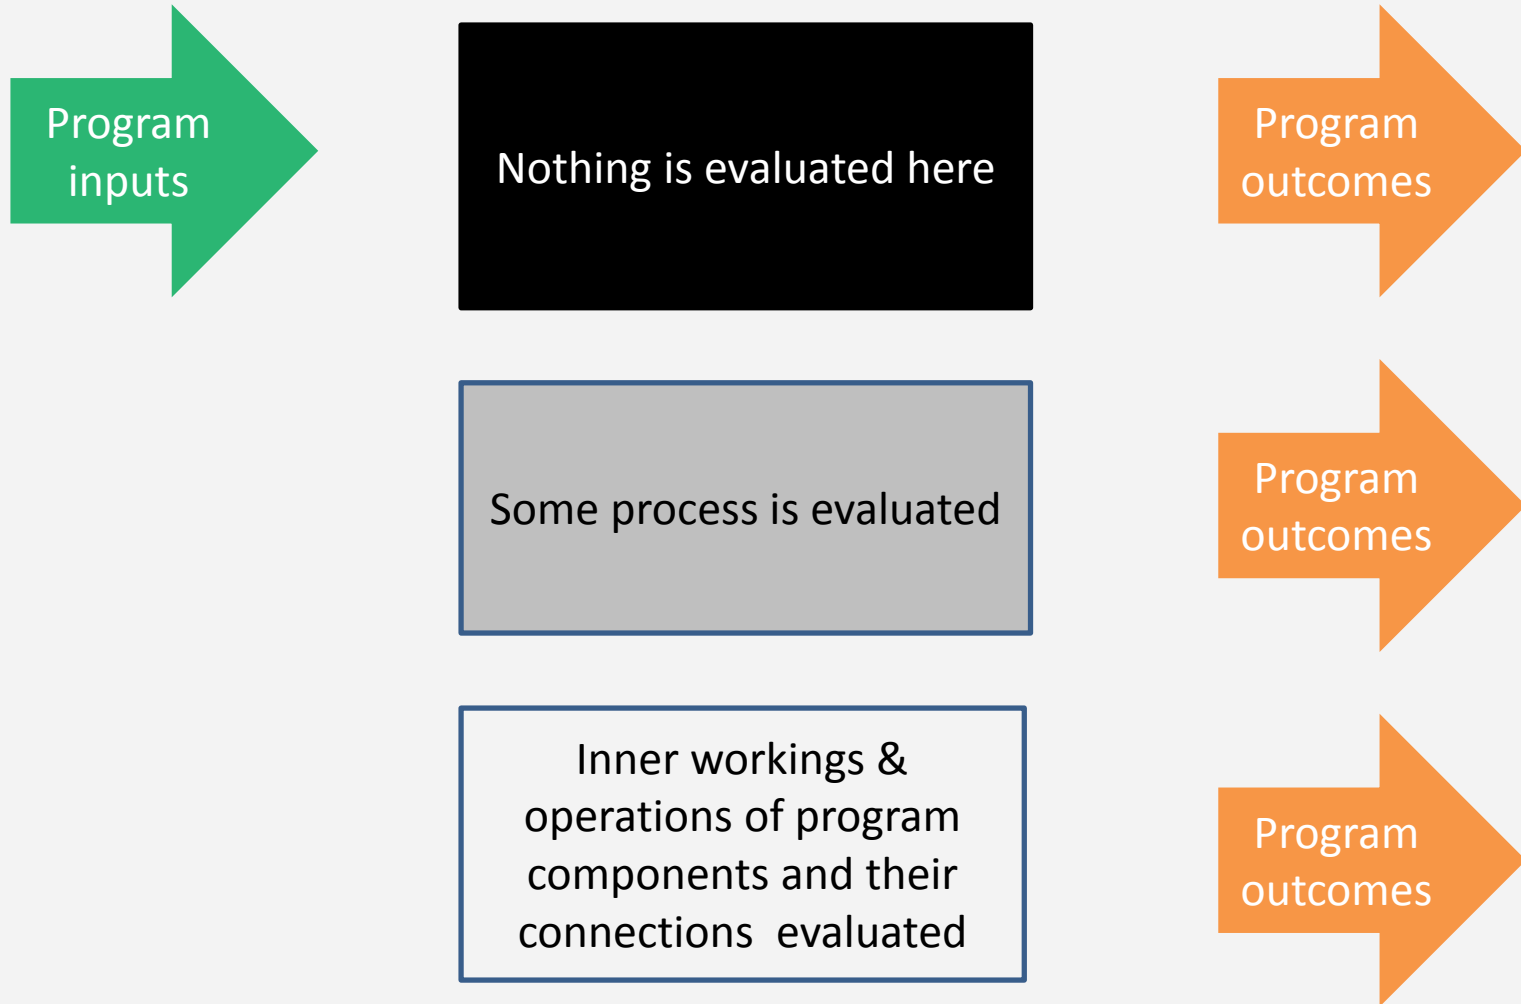 Program
inputs
Nothing is evaluated here
Program
outcomes
Some process is evaluated
Program
outcomes
Inner workings &
operations of program
components and their
connections  evaluated
Program
outcomes